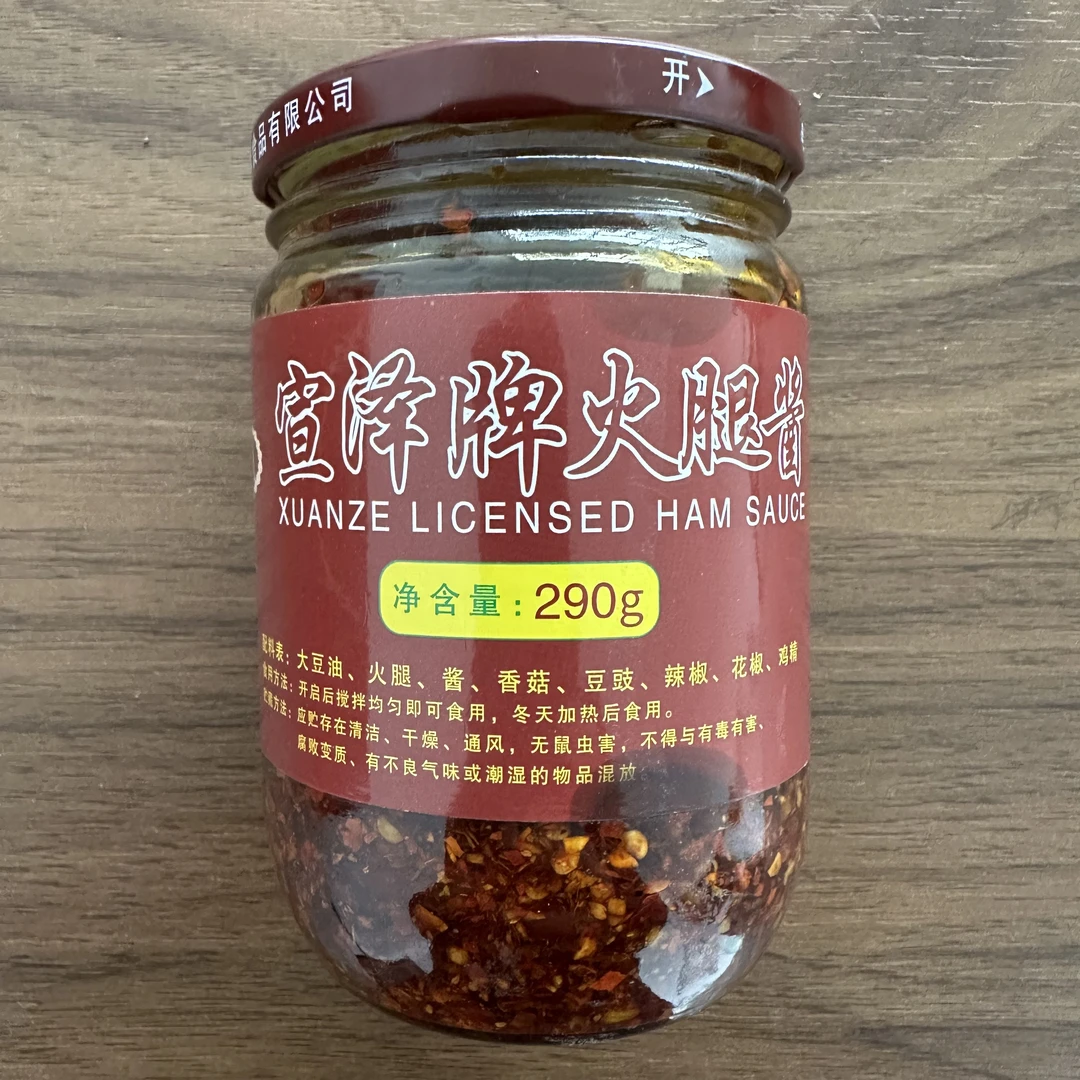 食品有限公司
开
宣泽牌火腿酱
XUANZE LICENSED HAM SAUCE
净含量:290g
配料表:大豆油、火腿、酱、香菇、豆豉、辣椒、花椒、鸡精
食用方法:开启后搅拌均匀即可食用,冬天加热后食用。
贮藏方法:应贮存在清洁、干燥、通风,无鼠虫害,不得与有毒有害、
腐败变质、有不良气味或潮湿的物品混放